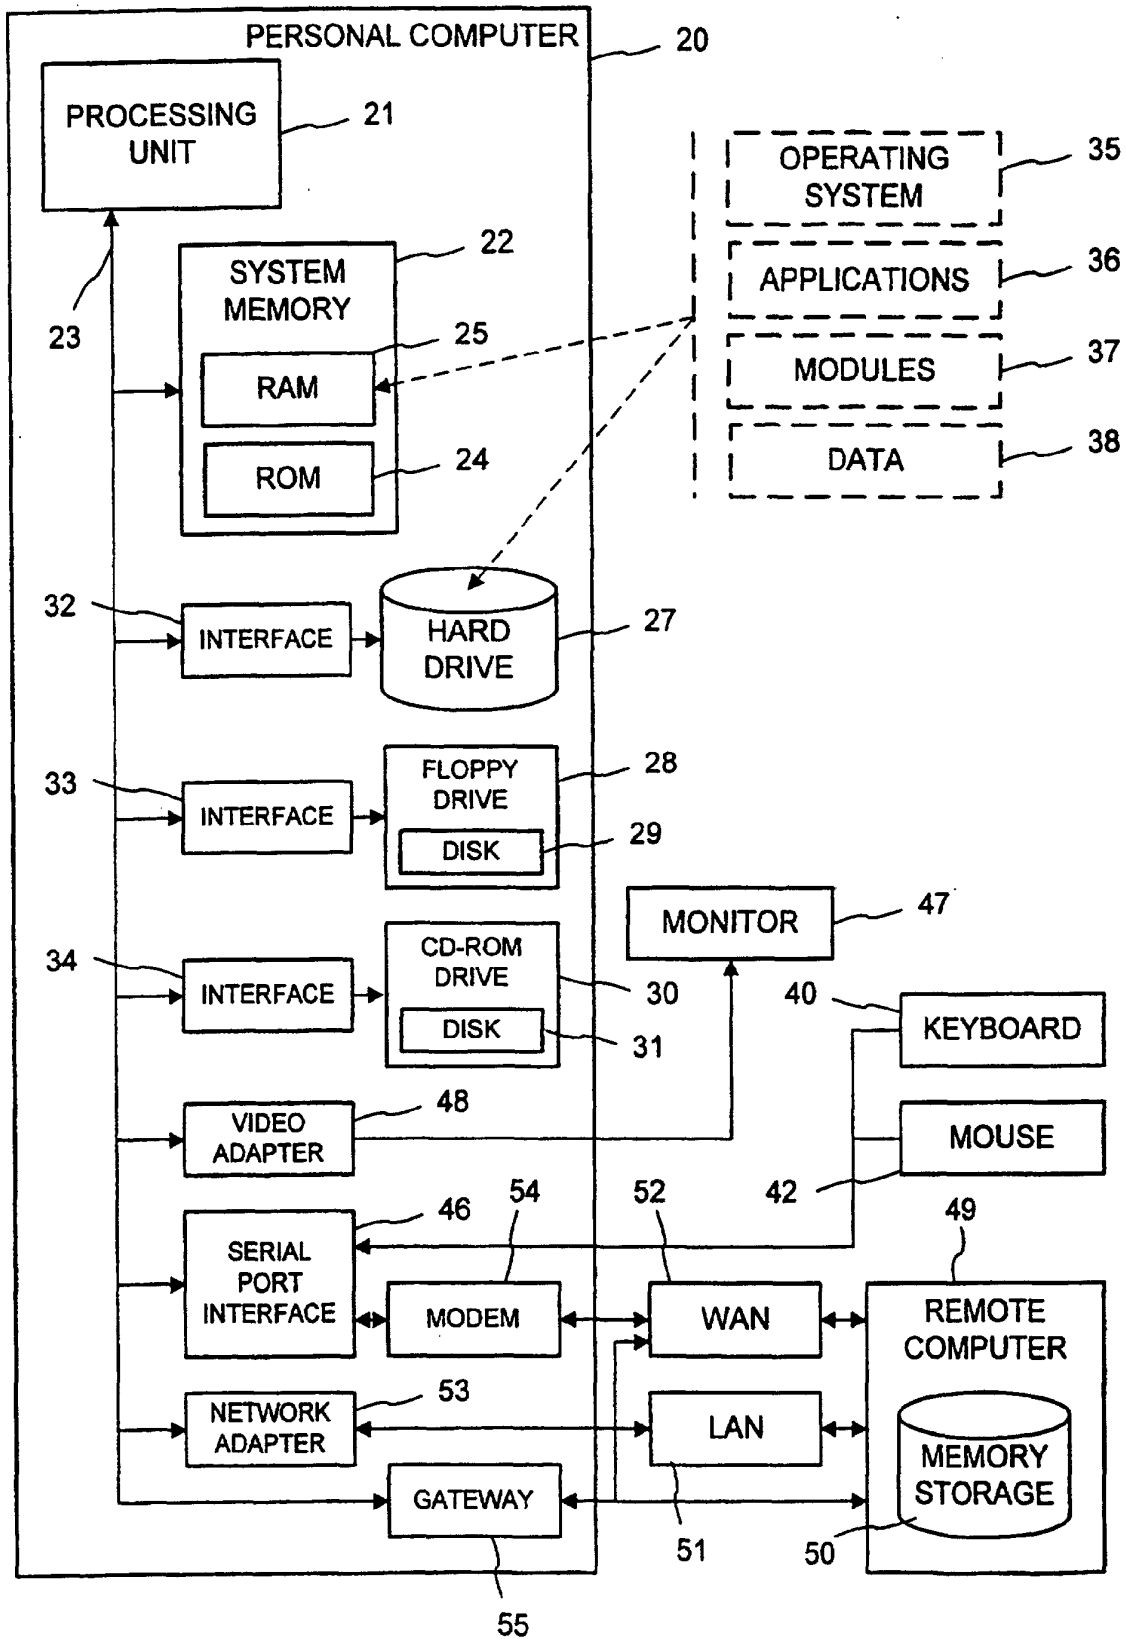 PERSONAL COMPUTER
20
PROCESSING
UNIT
21
23
SYSTEM
MEMORY
22
25
RAM
ROM
24
OPERATING
SYSTEM
35
APPLICATIONS
36
MODULES
37
DATA
38
32
INTERFACE
HARD
DRIVE
27
33
INTERFACE
FLOPPY
DRIVE
28
DISK
29
34
INTERFACE
CD-ROM
DRIVE
30
DISK
31
MONITOR
47
40
KEYBOARD
MOUSE
42
VIDEO
ADAPTER
48
46
SERIAL
PORT
INTERFACE
54
MODEM
52
WAN
49
REMOTE
COMPUTER
NETWORK
ADAPTER
53
LAN
51
MEMORY
STORAGE
50
GATEWAY
55